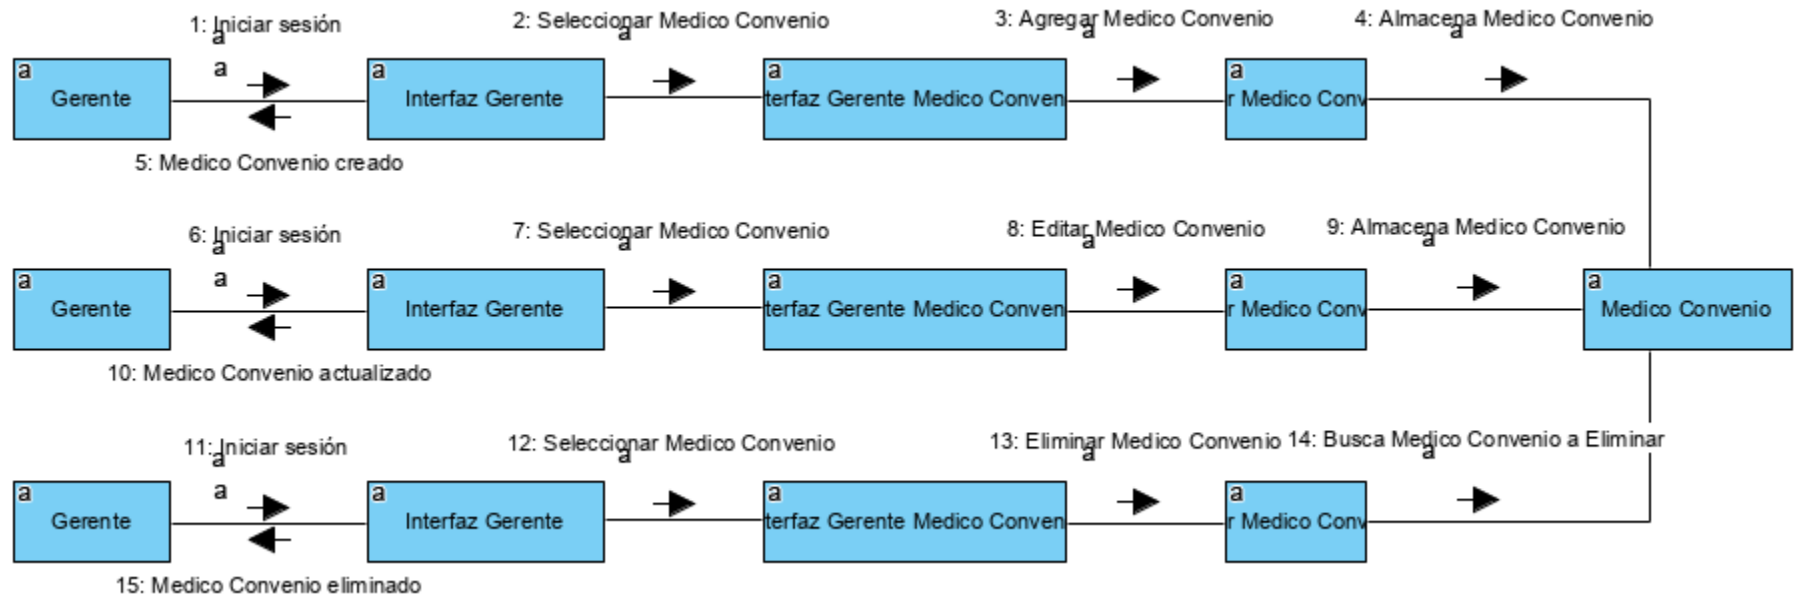 1: Iniciar sesión
2: Seleccionar Medico Convenio
3: Agregar Medico Convenio
4: Almacena Medico Convenio
a
a
a
a
a
a
Gerente
a
Interfaz Gerente
a
terfaz Gerente Medico Conven
a
r Medico Conv
5: Medico Convenio creado
6: Iniciar sesión
7: Seleccionar Medico Convenio
8: Editar Medico Convenio
9: Almacena Medico Convenio
a
a
a
a
a
a
Gerente
a
Interfaz Gerente
a
terfaz Gerente Medico Conven
a
r Medico Conv
a
Medico Convenio
10: Medico Convenio actualizado
11: Iniciar sesión
12: Seleccionar Medico Convenio
13: Eliminar Medico Convenio
14: Busca Medico Convenio a Eliminar
a
a
a
a
a
a
Gerente
a
Interfaz Gerente
a
terfaz Gerente Medico Conven
a
r Medico Conv
15: Medico Convenio eliminado